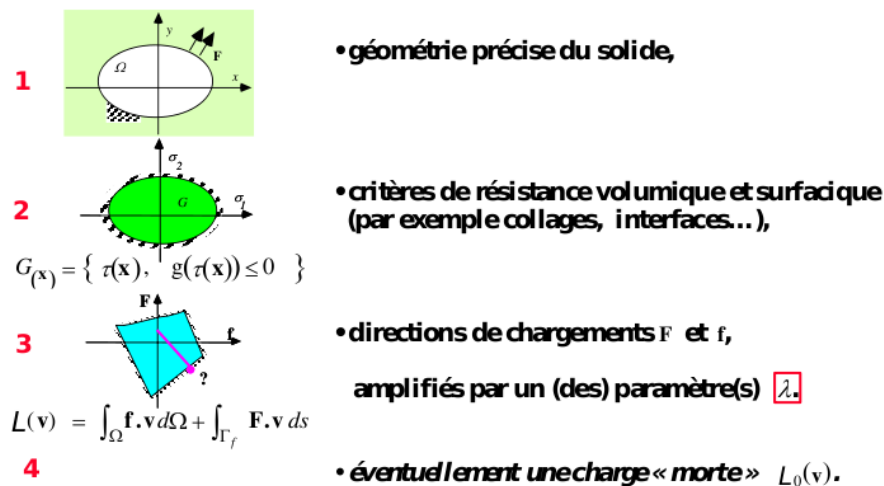 y
F
Ω
x
1
• géométrie précise du solide,
σ2
G
σ1
2
• critères de résistance volumique et surfacique
(par exemple collages, interfaces...),
G(x) = { τ(x), g(τ(x)) ≤ 0 }
F
f
?
3
• directions de chargements F et f,
amplifiés par un (des) paramètre(s) λ.
L(v) = ∫Ω f.v dΩ + ∫Γf F.v ds
4
• éventuellement une charge « morte » L0(v).